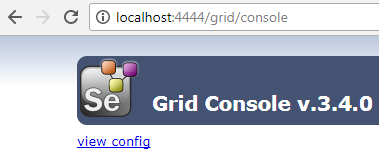 localhost:4444/grid/console
Se
Grid Console v.3.4.0
view config